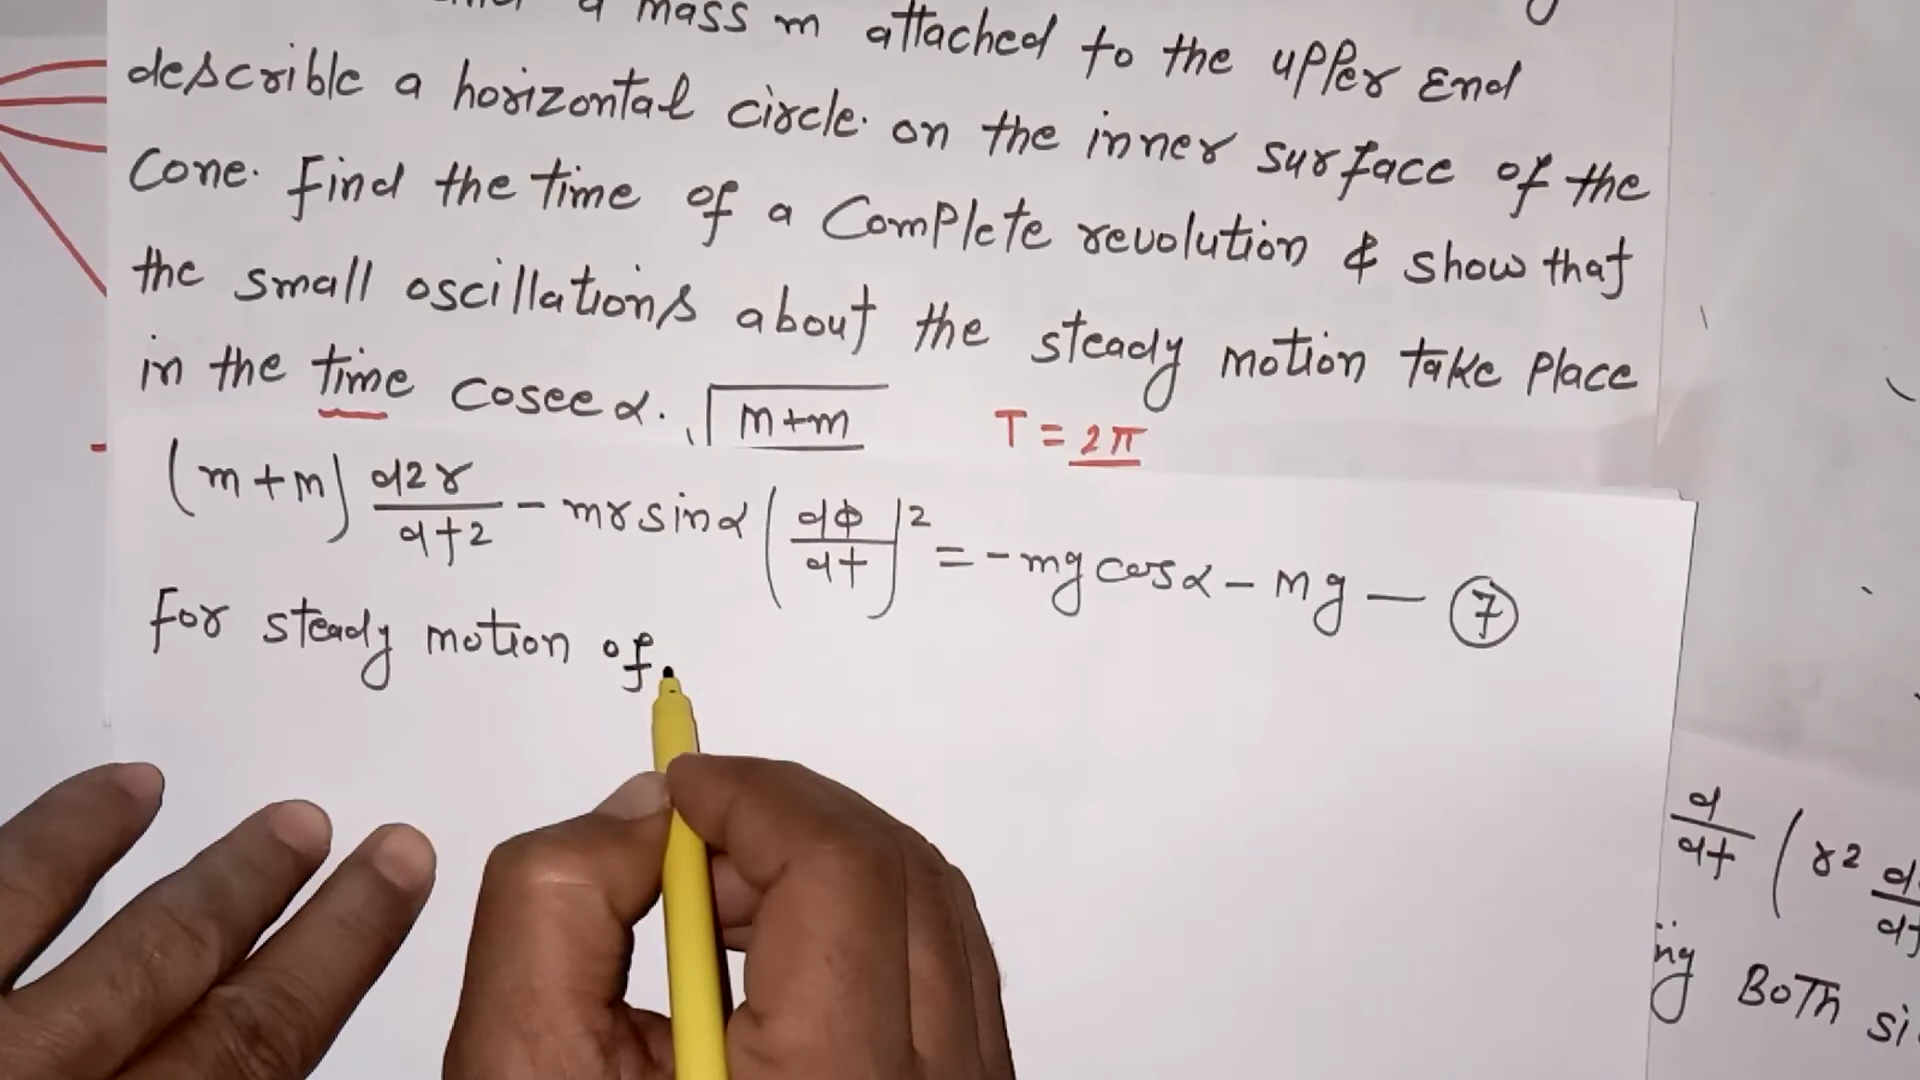 a mass m attached to the upper End
describle a horizontal circle. on the inner surface of the
Cone. Find the time of a Complete revolution & show that
the small oscillations about the steady motion take place
in the time cosec α. √ m+m T = 2π
(m+m) d2r/dt2 - mr sinα (dΦ/dt)² = -mg cosα - Mg — ⑦
for steady motion of
d/dt ( r2
ng BOTh si